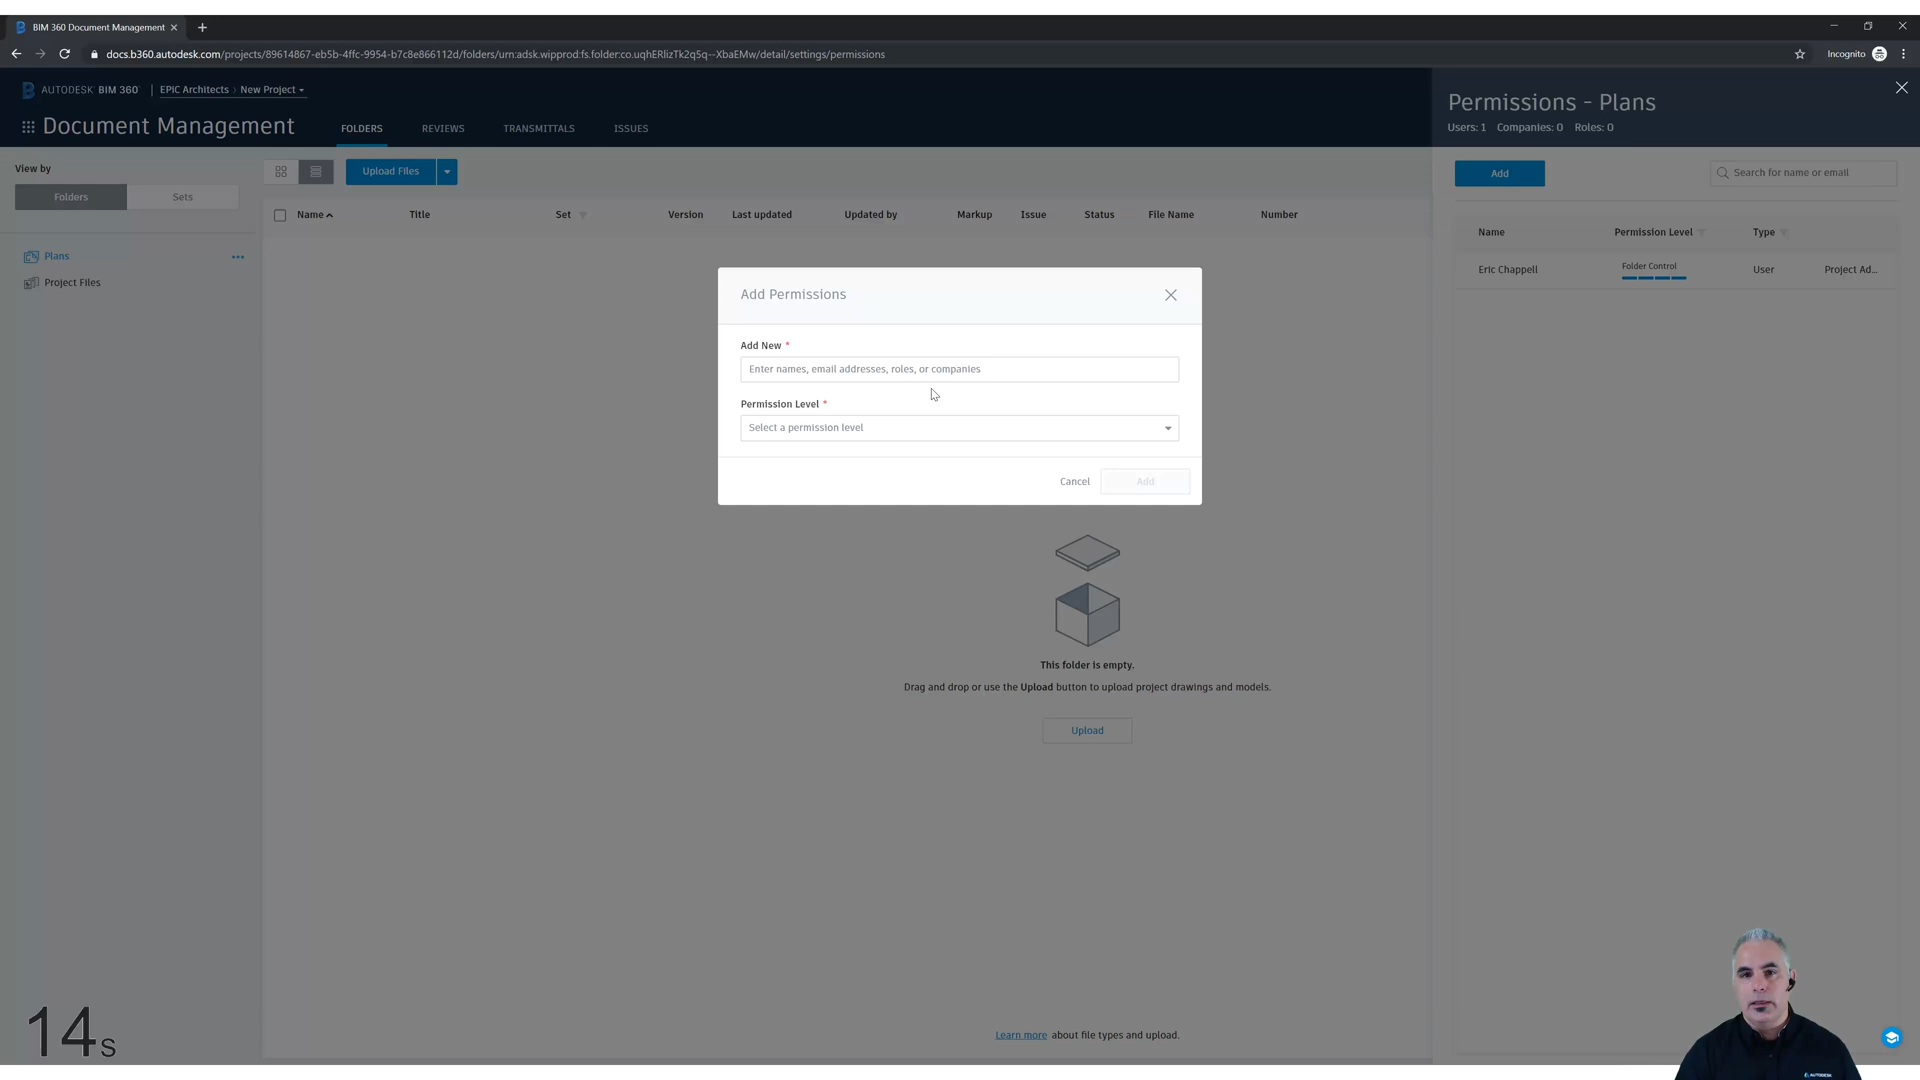 BIM 360 Document Management
docs.b360.autodesk.com/projects/89614867-eb5b-4ffc-9954-b7c8e866112d/folders/urn:adsk.wipprod:fs.folder:co.uqhERlizTk2q5q--XbaEMw/detail/settings/permissions
Incognito
AUTODESK BIM 360
EPIC Architects > New Project
Document Management
FOLDERS
REVIEWS
TRANSMITTALS
ISSUES
Permissions - Plans
Users: 1 Companies: 0 Roles: 0
View by
Folders
Sets
Upload Files
Add
Search for name or email
Name
Title
Set
Version
Last updated
Updated by
Markup
Issue
Status
File Name
Number
Name
Permission Level
Type
Plans
Project Files
Eric Chappell
Folder Control
User
Project Ad...
Add Permissions
Add New *
Enter names, email addresses, roles, or companies
Permission Level *
Select a permission level
Cancel
Add
This folder is empty.
Drag and drop or use the Upload button to upload project drawings and models.
Upload
Learn more about file types and upload.
14s
AUTODESK